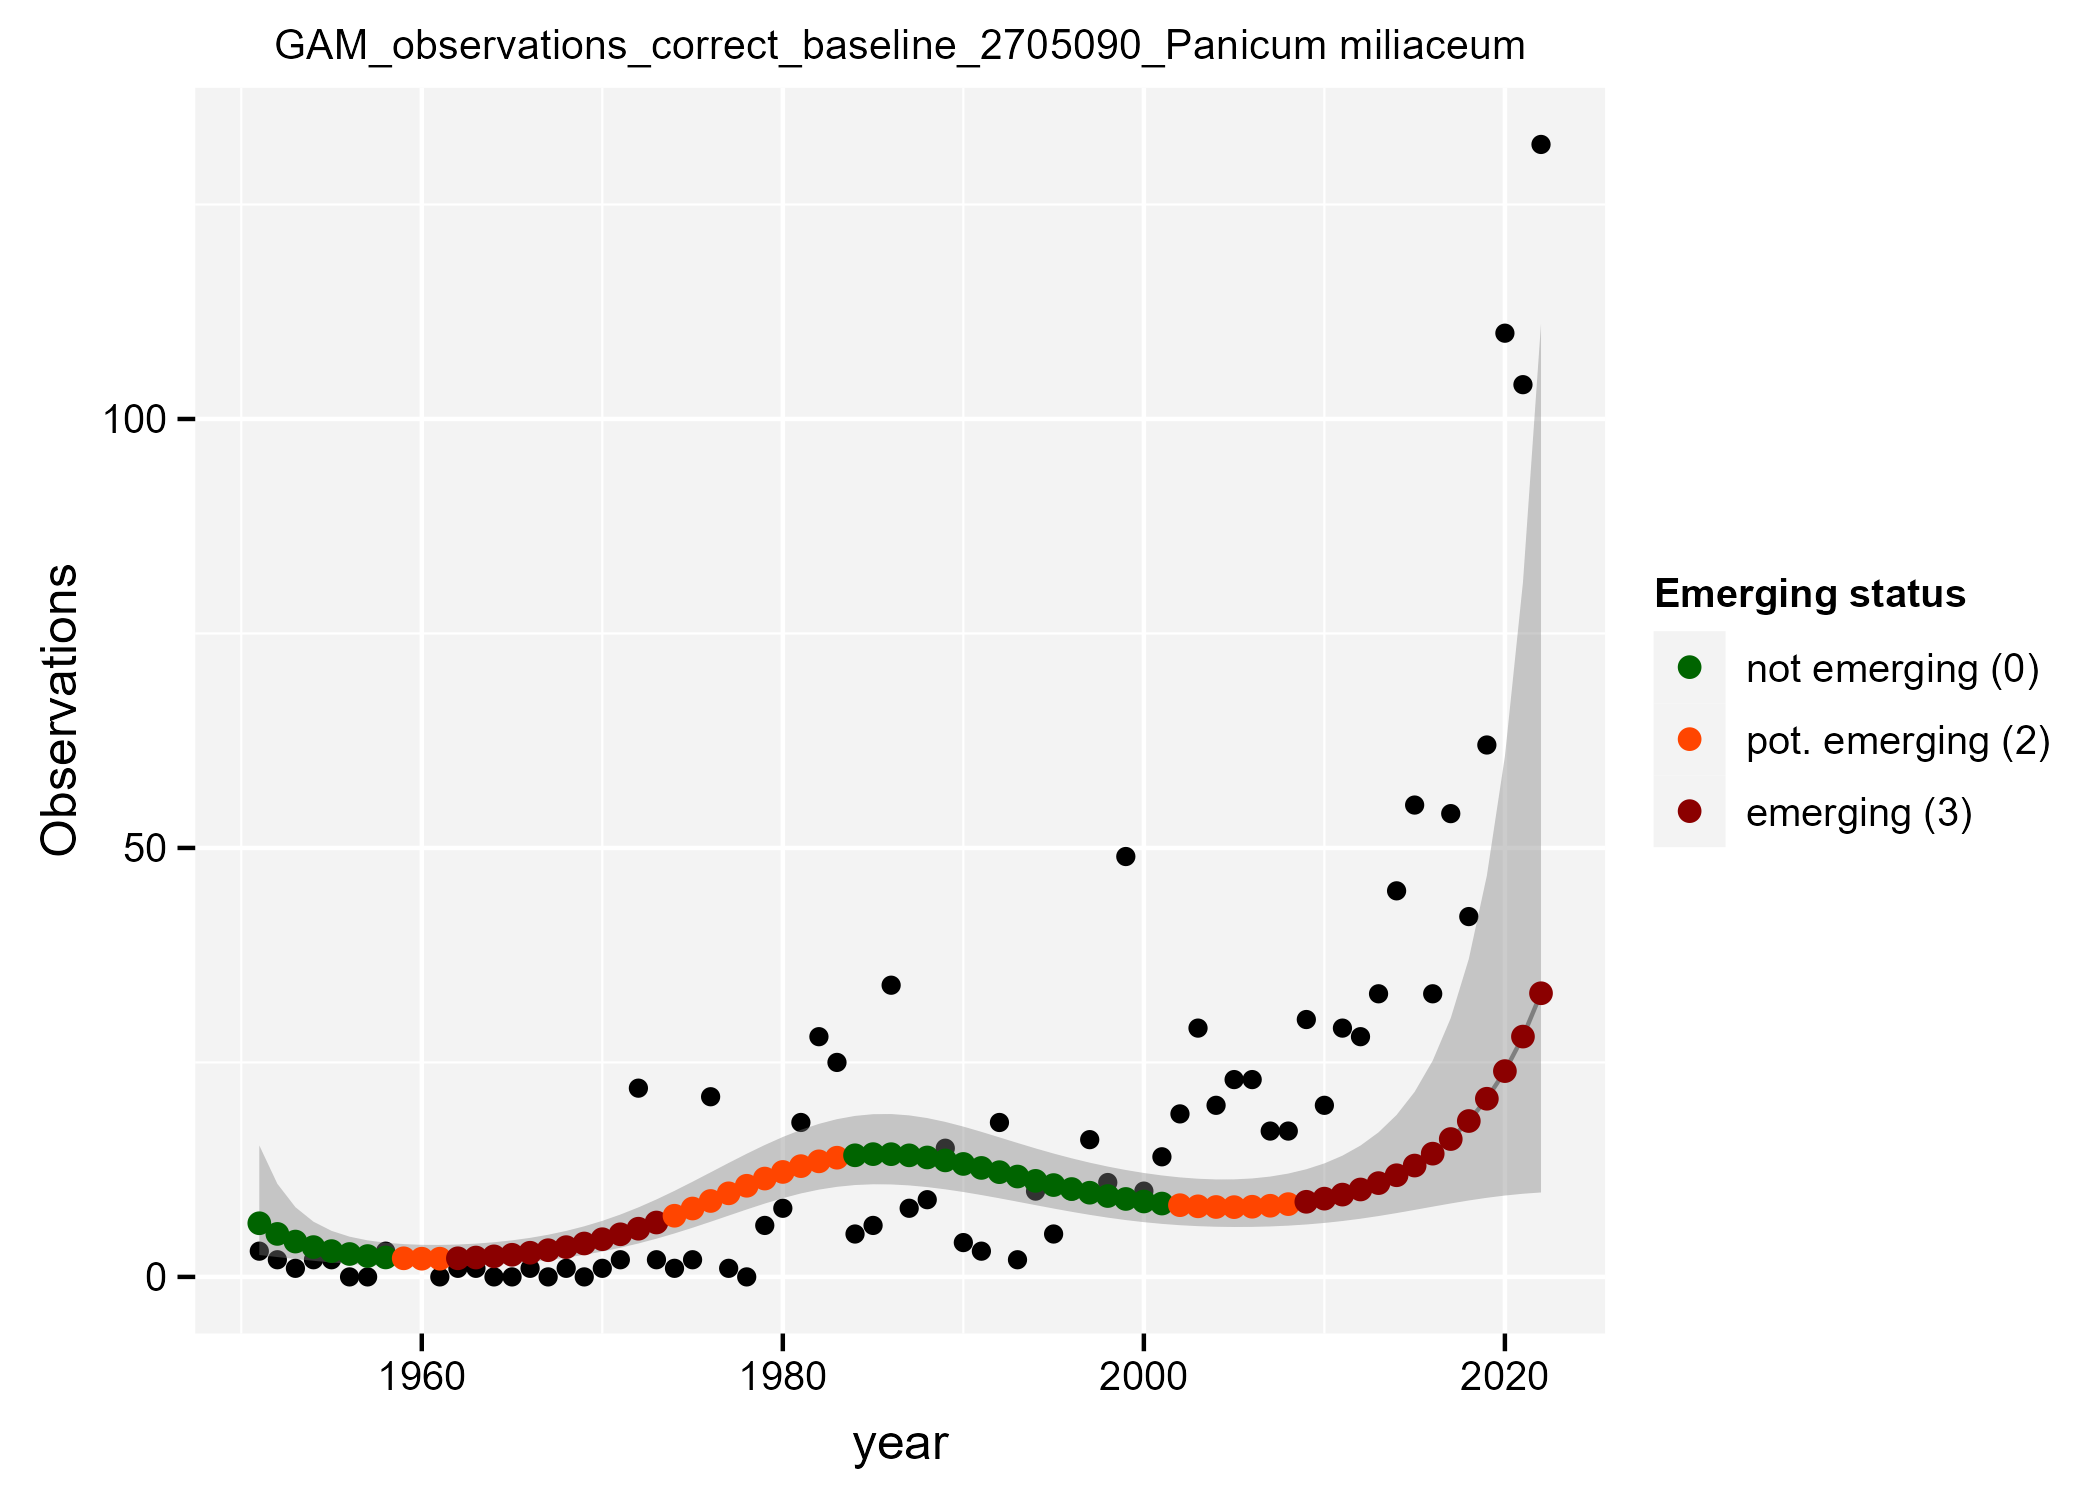 GAM_observations_correct_baseline_2705090_Panicum miliaceum
Observations
100
50
0
1960
1980
2000
2020
year
Emerging status
not emerging (0)
pot. emerging (2)
emerging (3)